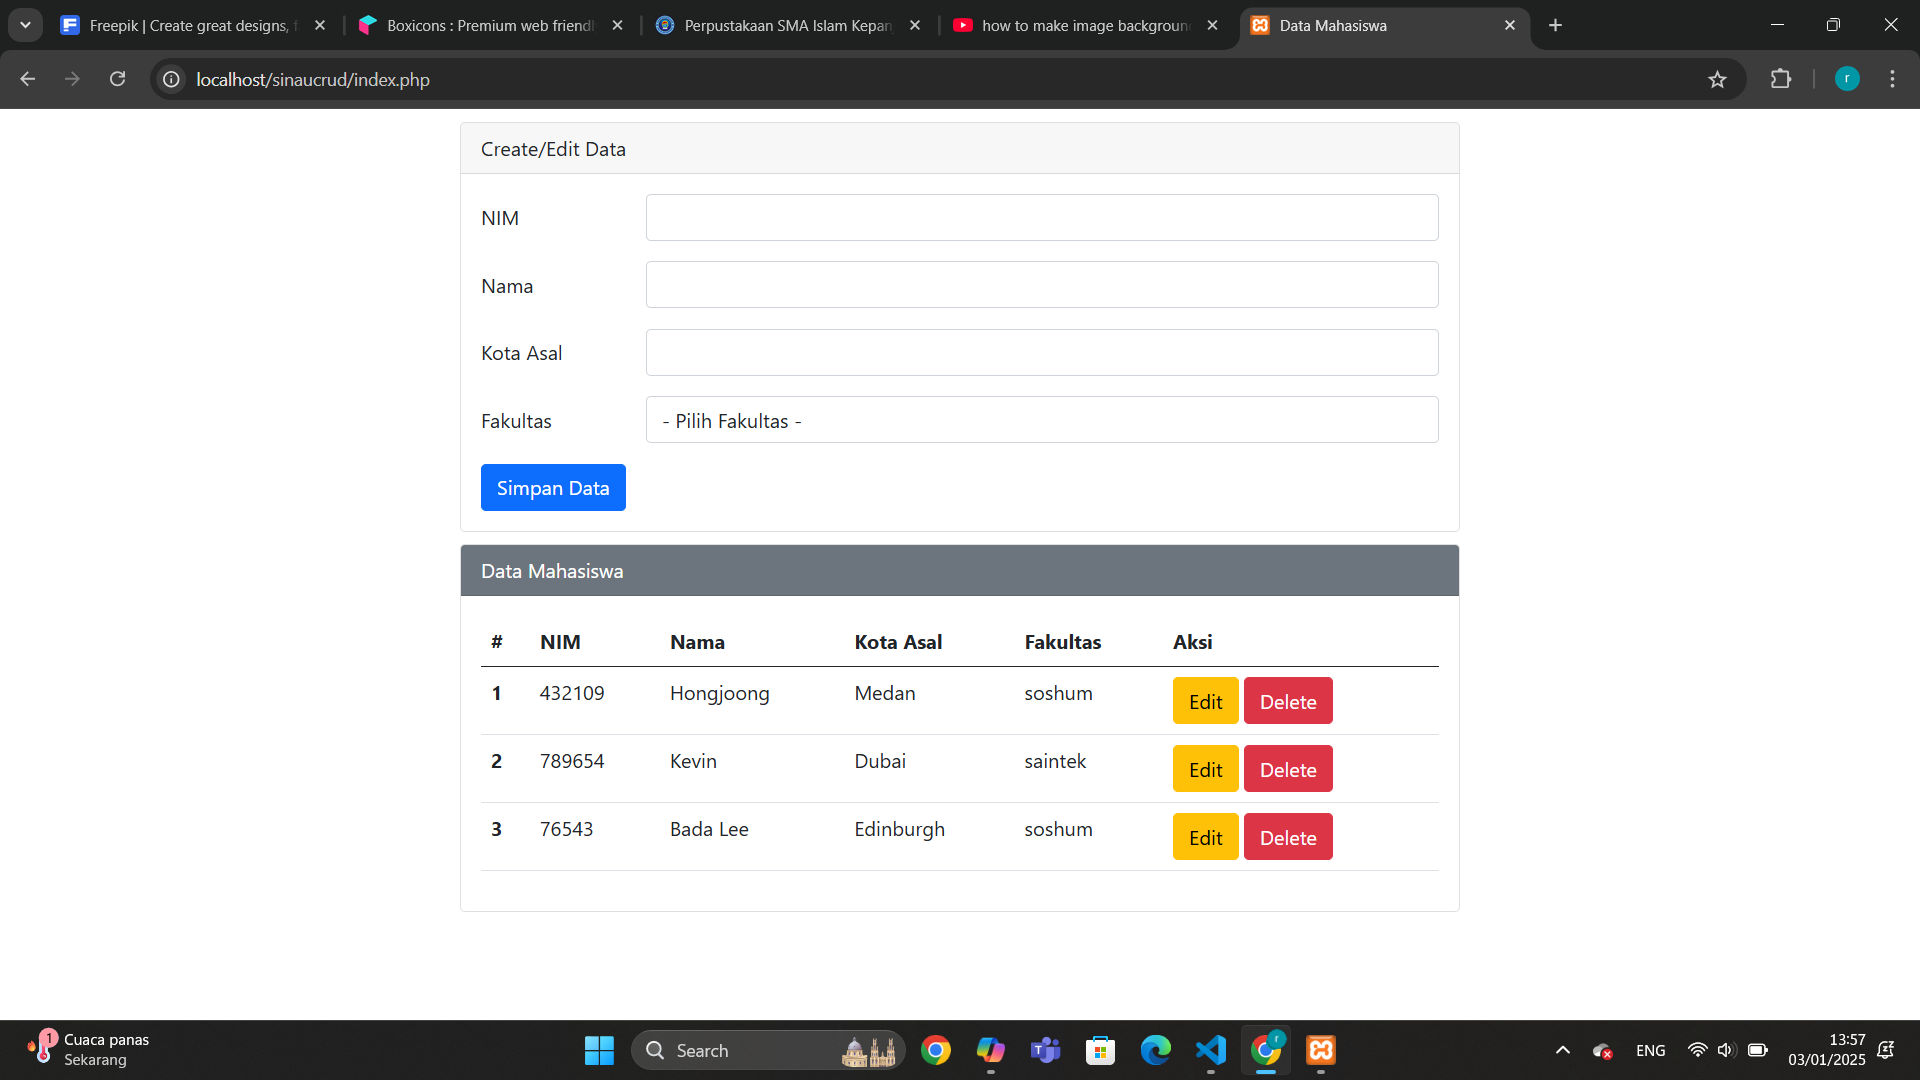 Freepik | Create great designs, f
Boxicons : Premium web friendl
Perpustakaan SMA Islam Kepan
how to make image backgroun
Data Mahasiswa
localhost/sinaucrud/index.php
r
Create/Edit Data
NIM
Nama
Kota Asal
Fakultas
- Pilih Fakultas -
Simpan Data
Data Mahasiswa
# NIM Nama Kota Asal Fakultas Aksi
1 432109 Hongjoong Medan soshum Edit Delete
2 789654 Kevin Dubai saintek Edit Delete
3 76543 Bada Lee Edinburgh soshum Edit Delete
1
Cuaca panas
Sekarang
Search
r
ENG
13:57
03/01/2025